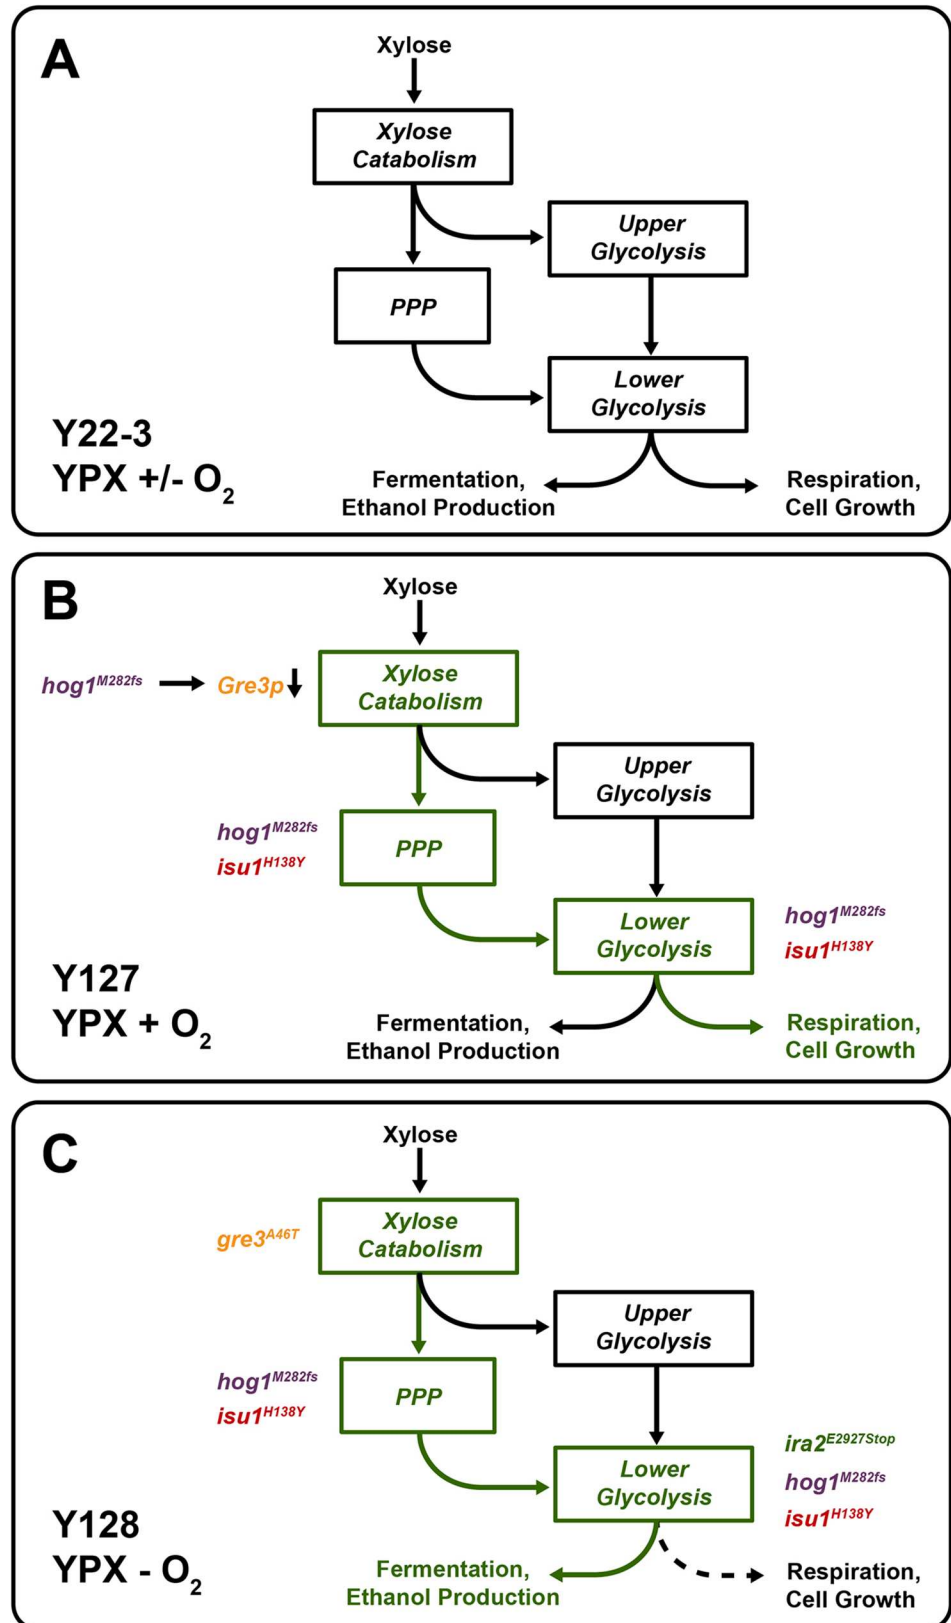 A
Xylose
Xylose
Catabolism
Upper
Glycolysis
PPP
Lower
Glycolysis
Y22-3
YPX +/- O2
Fermentation,
Ethanol Production
Respiration,
Cell Growth
B
Xylose
hog1M282fs
Gre3p
Xylose
Catabolism
Upper
Glycolysis
hog1M282fs
isu1H138Y
PPP
Lower
Glycolysis
hog1M282fs
isu1H138Y
Y127
YPX + O2
Fermentation,
Ethanol Production
Respiration,
Cell Growth
C
Xylose
gre3A46T
Xylose
Catabolism
Upper
Glycolysis
hog1M282fs
isu1H138Y
PPP
Lower
Glycolysis
ira2E2927Stop
hog1M282fs
isu1H138Y
Y128
YPX - O2
Fermentation,
Ethanol Production
Respiration,
Cell Growth